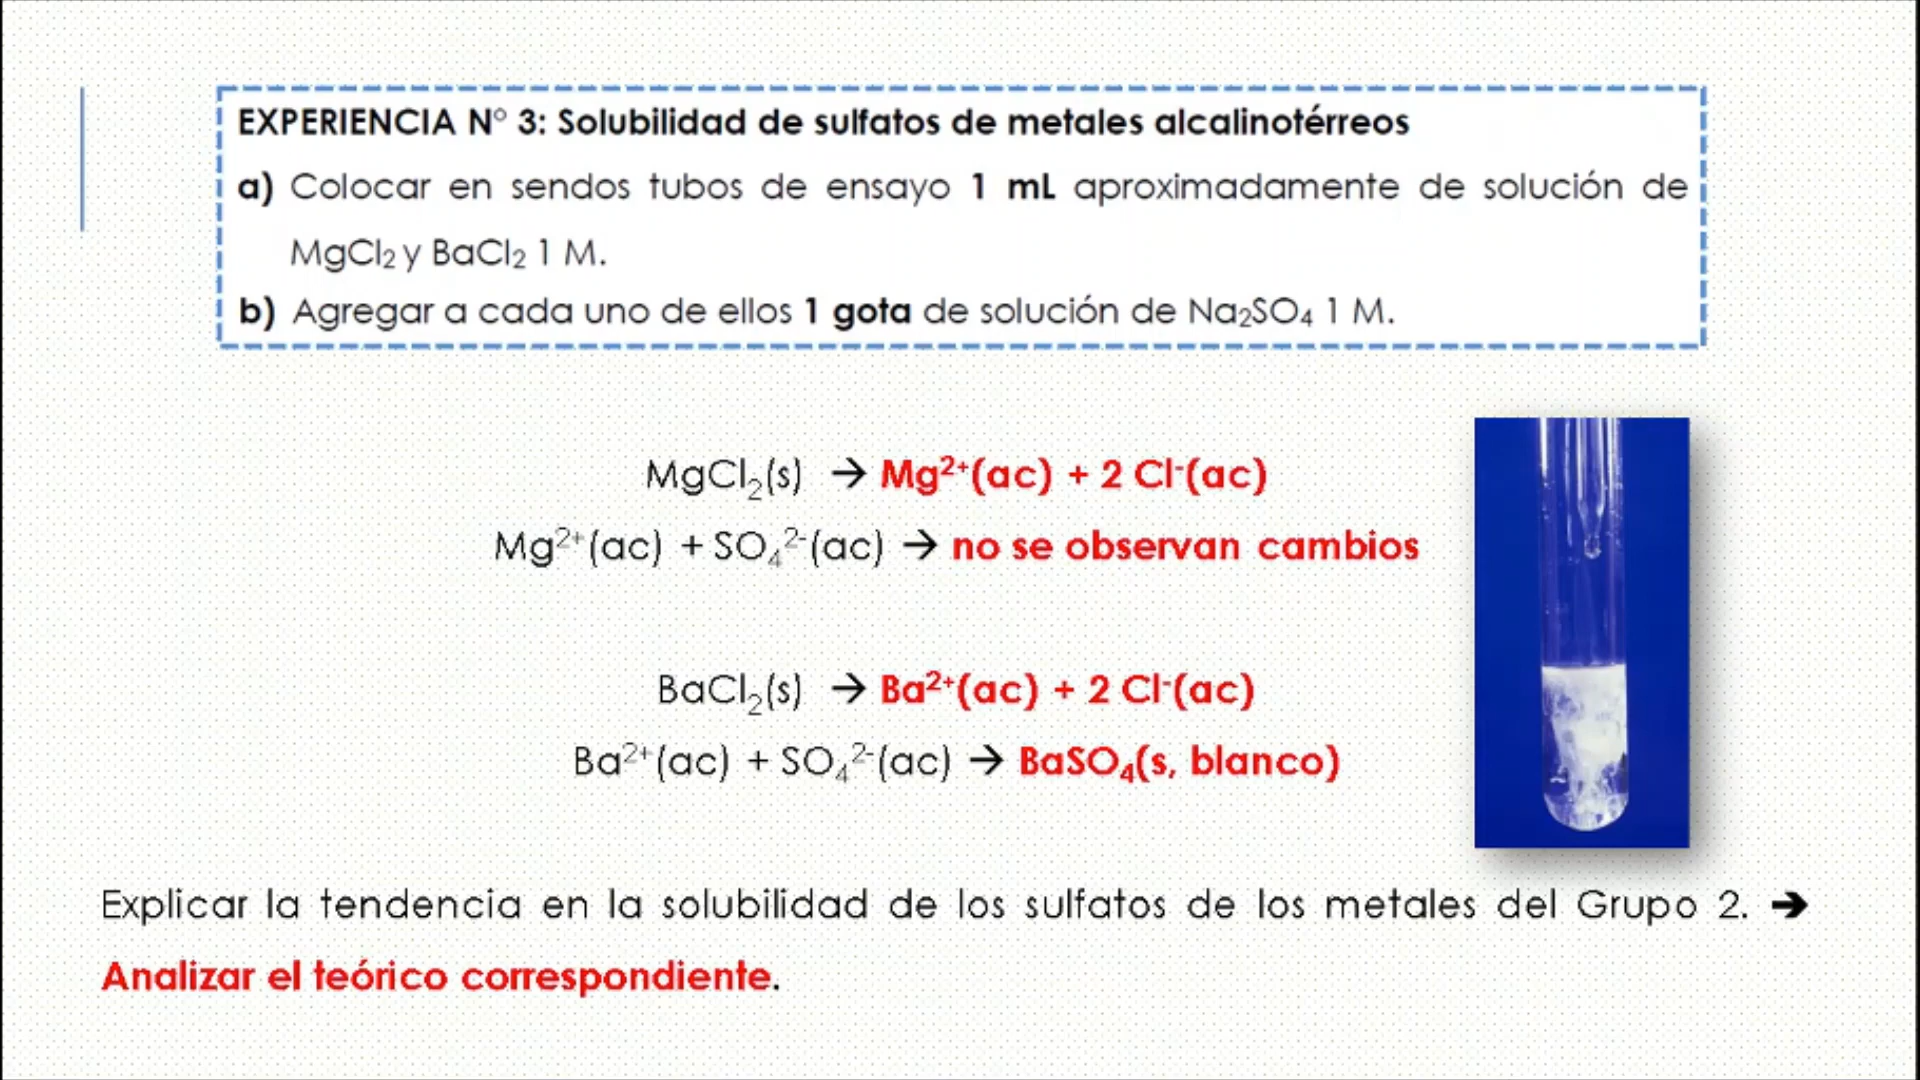 EXPERIENCIA N° 3: Solubilidad de sulfatos de metales alcalinotérreos
a) Colocar en sendos tubos de ensayo 1 mL aproximadamente de solución de
MgCl₂ y BaCl₂ 1 M.
b) Agregar a cada uno de ellos 1 gota de solución de Na₂SO₄ 1 M.
MgCl₂(s) → Mg²⁺(ac) + 2 Cl⁻(ac)
Mg²⁺(ac) + SO₄²⁻(ac) → no se observan cambios
BaCl₂(s) → Ba²⁺(ac) + 2 Cl⁻(ac)
Ba²⁺(ac) + SO₄²⁻(ac) → BaSO₄(s, blanco)
Explicar la tendencia en la solubilidad de los sulfatos de los metales del Grupo 2. →
Analizar el teórico correspondiente.